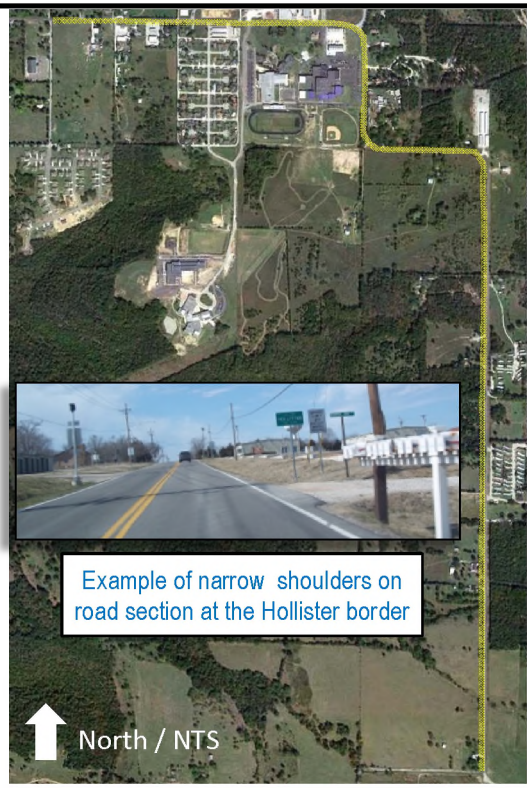 Example of narrow shoulders on
road section at the Hollister border
North / NTS